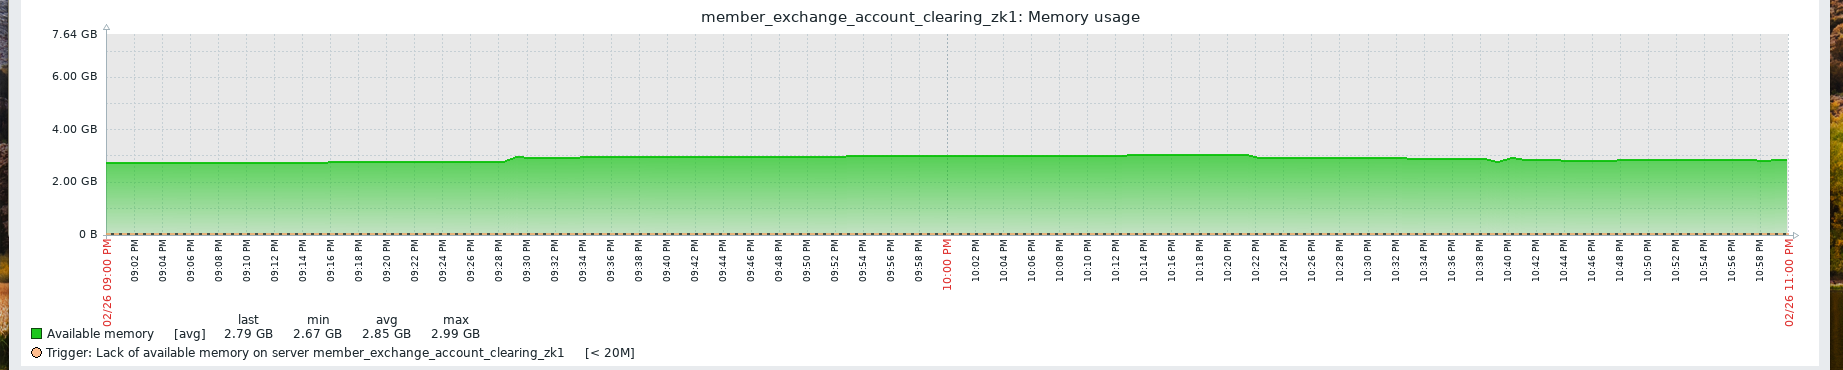 member_exchange_account_clearing_zk1: Memory usage
7.64 GB
6.00 GB
4.00 GB
2.00 GB
0 B
02/26 09:00 PM
09:02 PM
09:04 PM
09:06 PM
09:08 PM
09:10 PM
09:12 PM
09:14 PM
09:16 PM
09:18 PM
09:20 PM
09:22 PM
09:24 PM
09:26 PM
09:28 PM
09:30 PM
09:32 PM
09:34 PM
09:36 PM
09:38 PM
09:40 PM
09:42 PM
09:44 PM
09:46 PM
09:48 PM
09:50 PM
09:52 PM
09:54 PM
09:56 PM
09:58 PM
10:00 PM
10:02 PM
10:04 PM
10:06 PM
10:08 PM
10:10 PM
10:12 PM
10:14 PM
10:16 PM
10:18 PM
10:20 PM
10:22 PM
10:24 PM
10:26 PM
10:28 PM
10:30 PM
10:32 PM
10:34 PM
10:36 PM
10:38 PM
10:40 PM
10:42 PM
10:44 PM
10:46 PM
10:48 PM
10:50 PM
10:52 PM
10:54 PM
10:56 PM
10:58 PM
02/26 11:00 PM
last min avg max
Available memory [avg] 2.79 GB 2.67 GB 2.85 GB 2.99 GB
Trigger: Lack of available memory on server member_exchange_account_clearing_zk1 [< 20M]